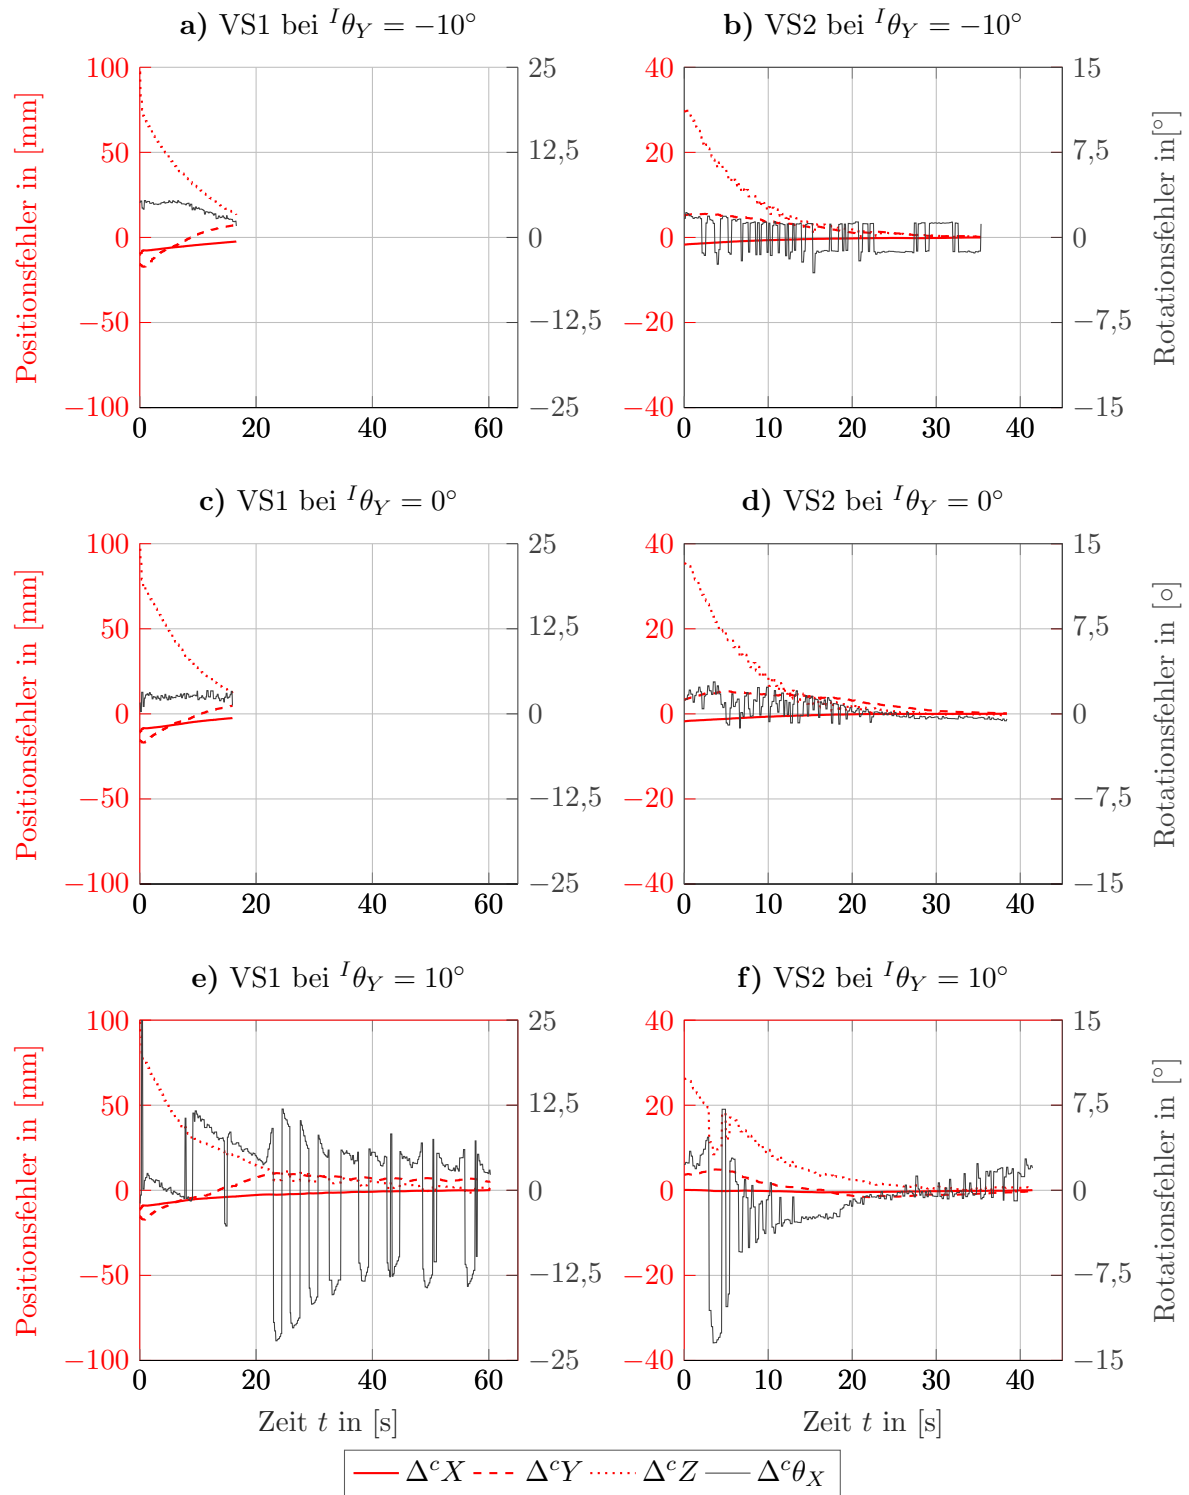 a) VS1 bei ᴵθ_Y = −10°
b) VS2 bei ᴵθ_Y = −10°
Positionsfehler in [mm]
100
50
0
−50
−100
25
12,5
0
−12,5
−25
0 20 40 60
40
20
0
−20
−40
15
7,5
0
−7,5
−15
0 10 20 30 40
Rotationsfehler in[°]
c) VS1 bei ᴵθ_Y = 0°
d) VS2 bei ᴵθ_Y = 0°
Positionsfehler in [mm]
100
50
0
−50
−100
25
12,5
0
−12,5
−25
0 20 40 60
40
20
0
−20
−40
15
7,5
0
−7,5
−15
0 10 20 30 40
Rotationsfehler in [○]
e) VS1 bei ᴵθ_Y = 10°
f) VS2 bei ᴵθ_Y = 10°
Positionsfehler in [mm]
100
50
0
−50
−100
25
12,5
0
−12,5
−25
0 20 40 60
Zeit t in [s]
40
20
0
−20
−40
15
7,5
0
−7,5
−15
0 10 20 30 40
Zeit t in [s]
Rotationsfehler in [°]
ΔᶜX ΔᶜY ΔᶜZ Δᶜθ_X